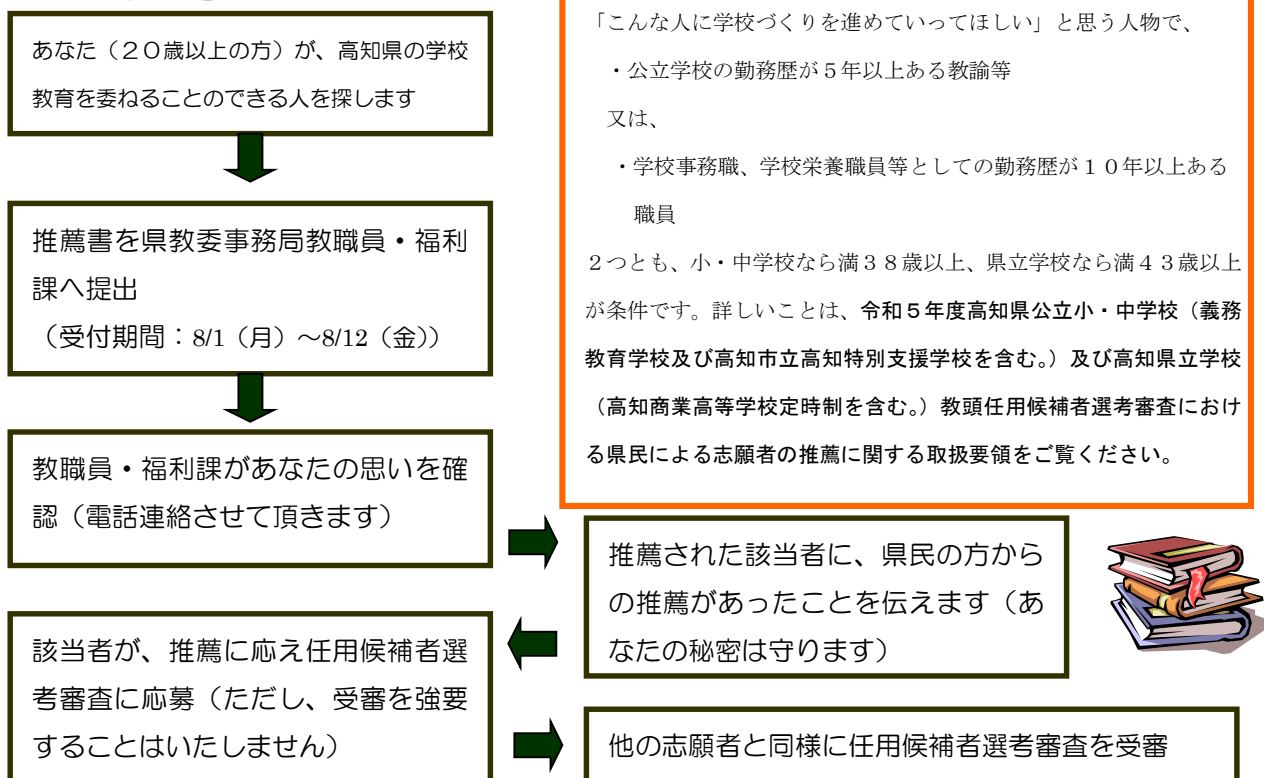 あなた（２０歳以上の方）が、高知県の学校
教育を委ねることのできる人を探します
「こんな人に学校づくりを進めていってほしい」と思う人物で、
・公立学校の勤務歴が５年以上ある教諭等
又は、
・学校事務職、学校栄養職員等としての勤務歴が１０年以上ある
職員
２つとも、小・中学校なら満３８歳以上、県立学校なら満４３歳以上
が条件です。詳しいことは、令和５年度高知県公立小・中学校（義務
教育学校及び高知市立高知特別支援学校を含む。）及び高知県立学校
（高知商業高等学校定時制を含む。）教頭任用候補者選考審査におけ
る県民による志願者の推薦に関する取扱要領をご覧ください。
推薦書を県教委事務局教職員・福利
課へ提出
（受付期間：8/1（月）～8/12（金））
教職員・福利課があなたの思いを確
認（電話連絡させて頂きます）
推薦された該当者に、県民の方から
の推薦があったことを伝えます（あ
なたの秘密は守ります）
該当者が、推薦に応え任用候補者選
考審査に応募（ただし、受審を強要
することはいたしません）
他の志願者と同様に任用候補者選考審査を受審